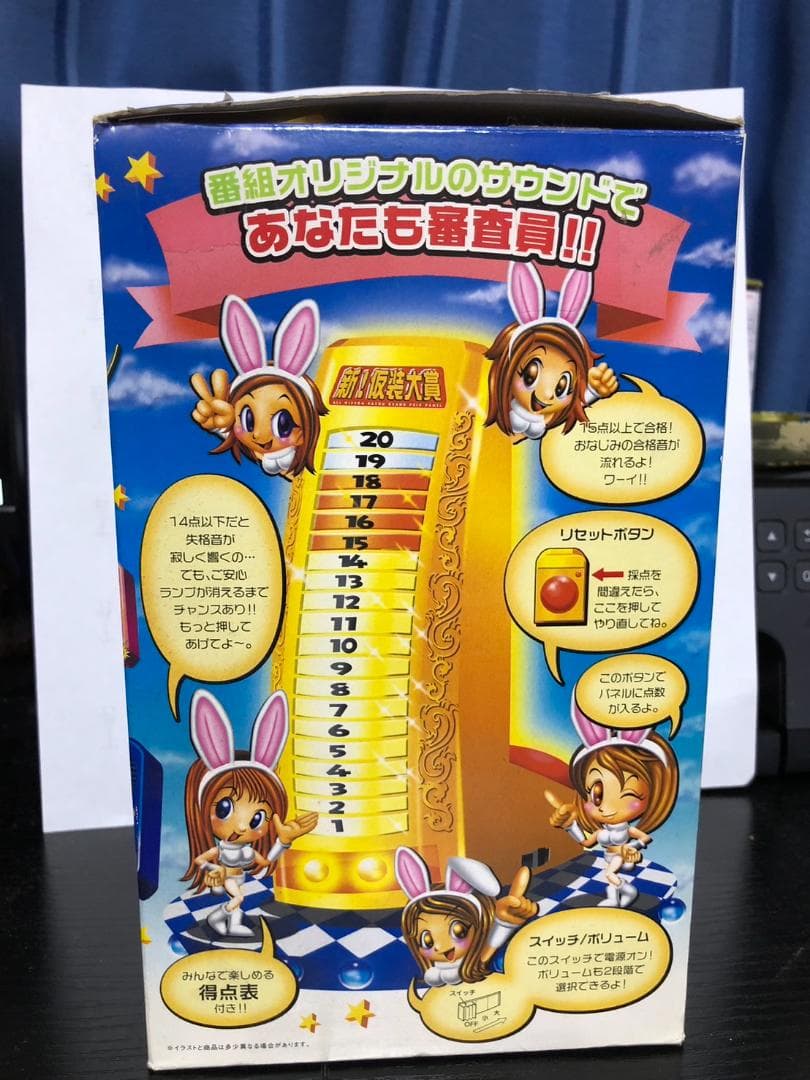 番組オリジナルのサウンドで
あなたも審査員!!
新!仮装大賞
20
19
18
17
16
15
14
13
12
11
10
9
8
7
6
5
4
3
2
1
15点以上で合格!
おなじみの合格音が
流れるよ!
ワーイ!!
14点以下だと
失格音が
寂しく響くの…
でも、ご安心
ランプが消えるまで
チャンスあり!!
もっと押して
あげてよ〜。
リセットボタン
採点を
間違えたら、
ここを押して
やり直してね。
このボタンで
パネルに点数
が入るよ。
みんなで楽しめる
得点表
付き!!
スイッチ/ボリューム
このスイッチで電源オン!
ボリュームも2段階で
選択できるよ!
スイッチ
OFF 小 大
※イラストと商品は多少異なる場合があります。